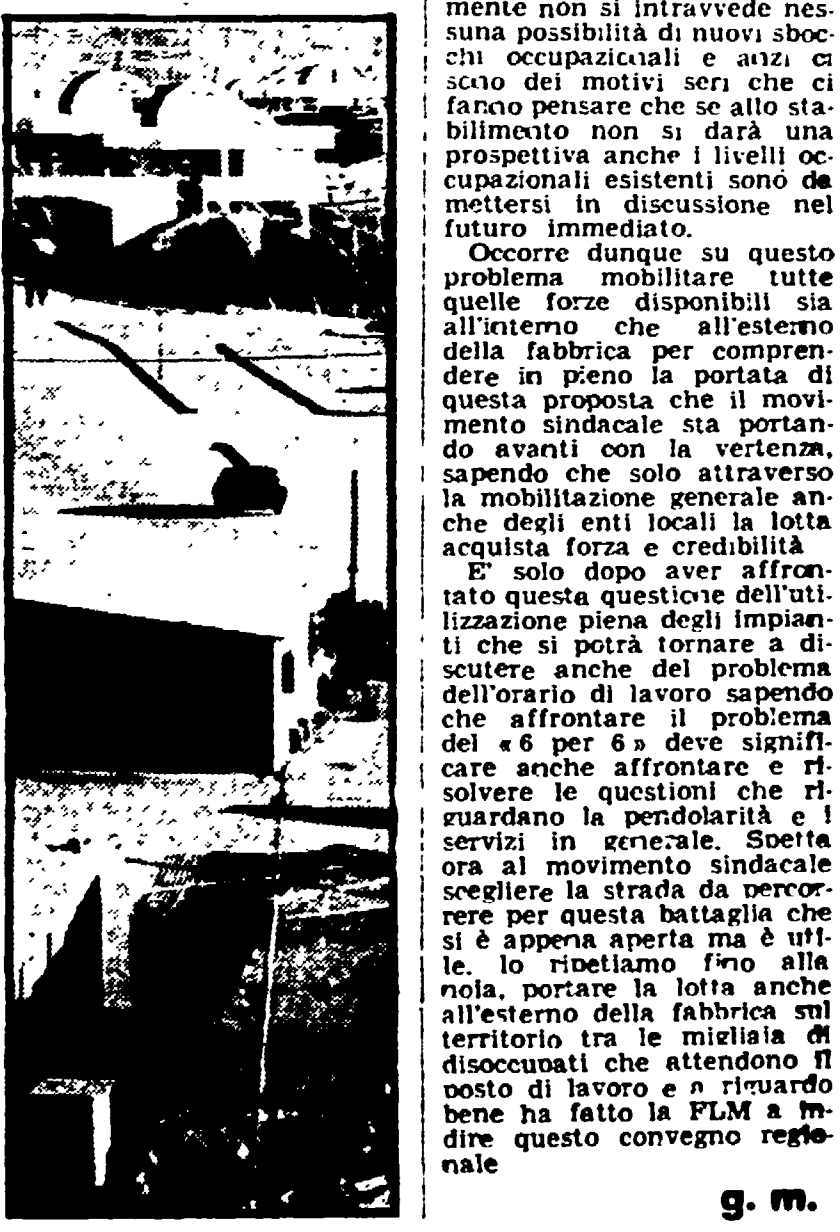 mente non si intravvede nes-
suna possibilità di nuovi sboc-
chi occupazionali e anzi ci
sono dei motivi seri che ci
fanno pensare che se allo sta-
bilimento non si darà una
prospettiva anche i livelli oc-
cupazionali esistenti sono da
mettersi in discussione nel
futuro immediato.
Occorre dunque su questo
problema mobilitare tutte
quelle forze disponibili sia
all'interno che all'esterno
della fabbrica per compren-
dere in pieno la portata di
questa proposta che il movi-
mento sindacale sta portan-
do avanti con la vertenza,
sapendo che solo attraverso
la mobilitazione generale an-
che degli enti locali la lotta
acquista forza e credibilità
E' solo dopo aver affron-
tato questa questione dell'uti-
lizzazione piena degli impian-
ti che si potrà tornare a di-
scutere anche del problema
dell'orario di lavoro sapendo
che affrontare il problema
del «6 per 6» deve signifi-
care anche affrontare e ri-
solvere le questioni che ri-
guardano la pendolarità e i
servizi in generale. Spetta
ora al movimento sindacale
scegliere la strada da percor-
rere per questa battaglia che
si è appena aperta ma è uti-
le, lo ripetiamo fino alla
noia, portare la lotta anche
all'esterno della fabbrica sul
territorio tra le migliaia di
disoccupati che attendono il
posto di lavoro e a riguardo
bene ha fatto la FLM a in-
dire questo convegno regio-
nale
g. m.